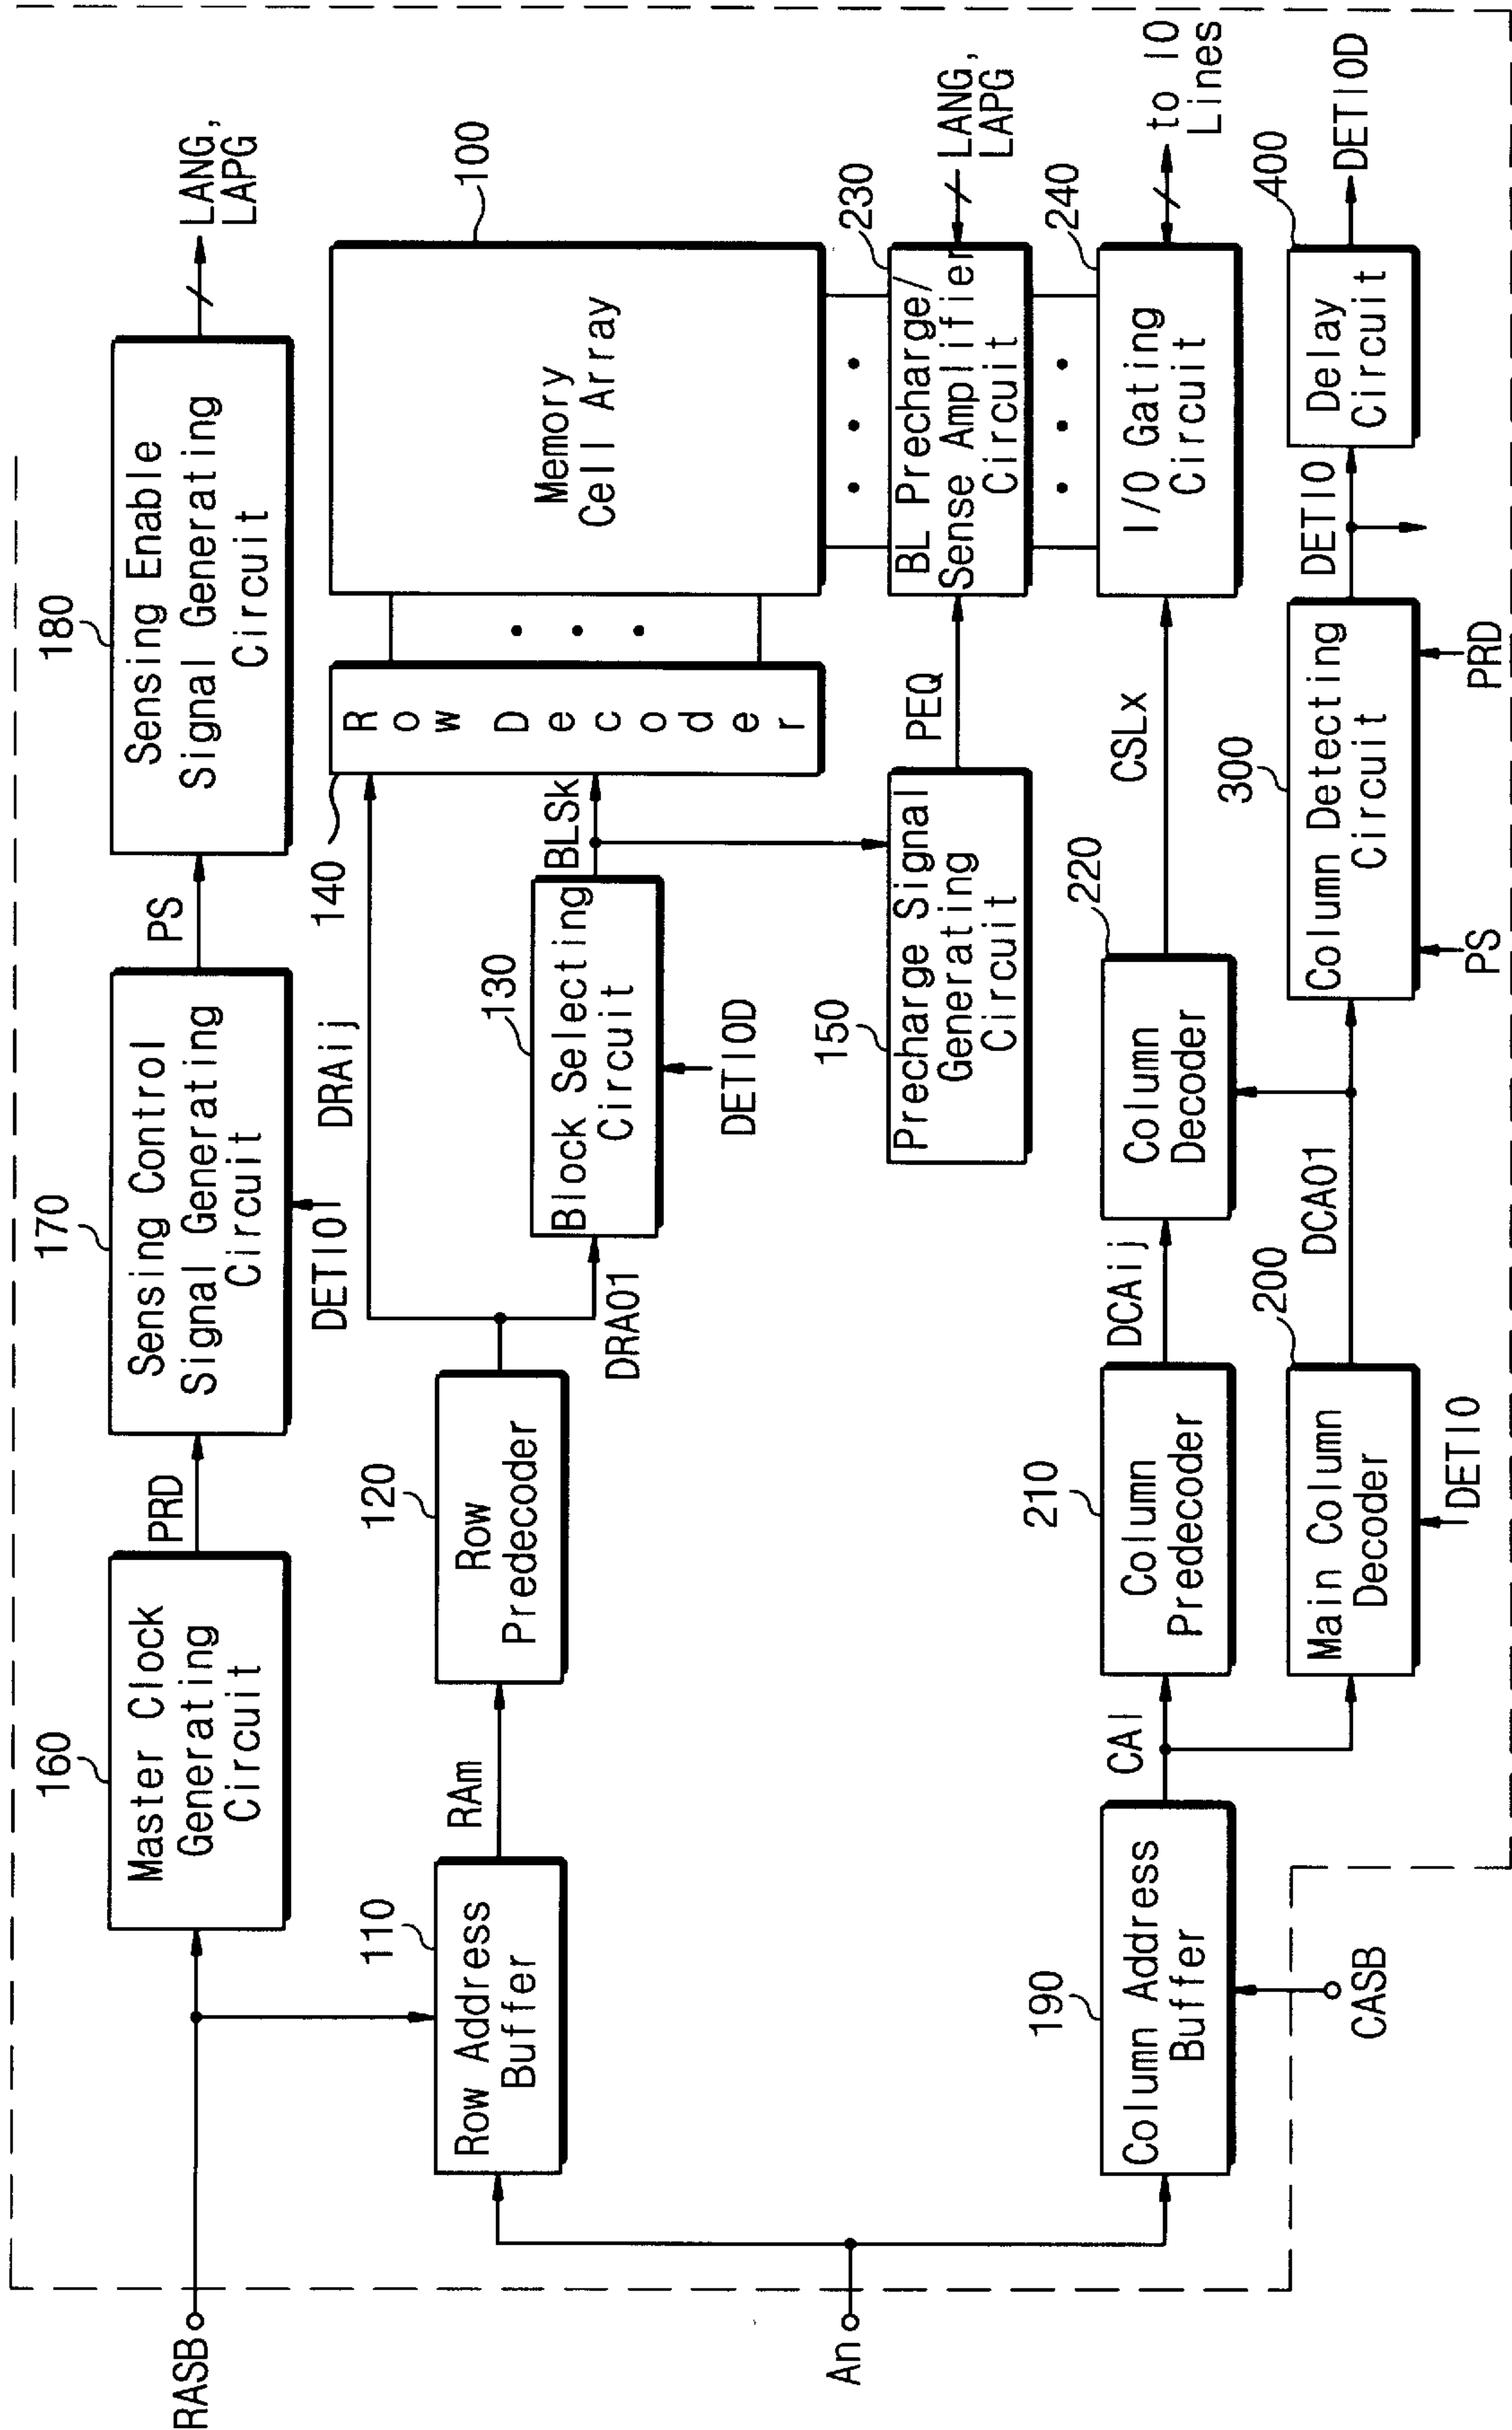 RASB
160
Master Clock
Generating
Circuit
PRD
170
Sensing Control
Signal Generating
Circuit
DETIO
PS
180
Sensing Enable
Signal Generating
Circuit
LANG,
LAPG
110
Row Address
Buffer
RAm
120
Row
Predecoder
DRAij
DRA01
130
Block Selecting
Circuit
DETIOD
BLSk
140
Row Decoder
100
Memory
Cell Array
150
Precharge Signal
Generating
Circuit
PEQ
230
BL Precharge/
Sense Amplifier
Circuit
LANG,
LAPG
An
190
Column Address
Buffer
CASB
CAl
210
Column
Predecoder
DCAij
220
Column
Decoder
CSLx
240
I/O Gating
Circuit
to IO
Lines
200
Main Column
Decoder
DETIO
DCA01
300
Column Detecting
Circuit
PS
PRD
DETIO
400
Delay
Circuit
DETIOD